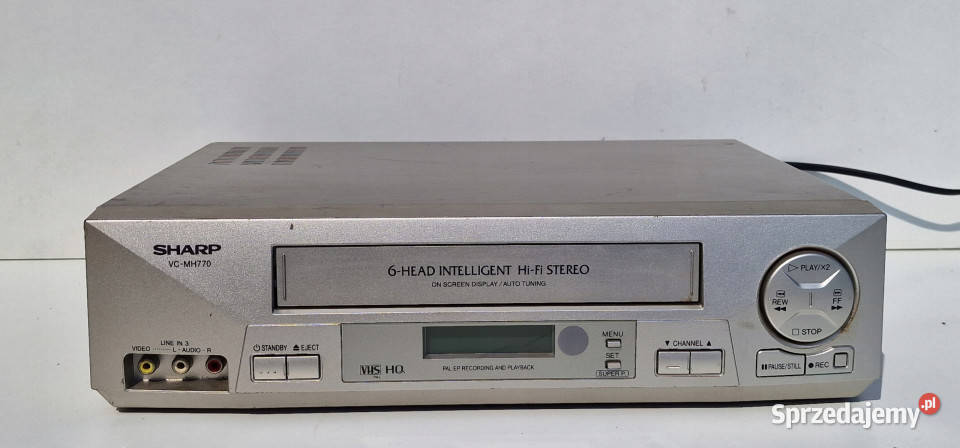 SHARP
VC-MH770
6-HEAD INTELLIGENT Hi-Fi STEREO
ON SCREEN DISPLAY / AUTO TUNING
LINE IN 3
VIDEO L - AUDIO - R
STANDBY
EJECT
VHS HQ
PAL EP RECORDING AND PLAYBACK
MENU
SET
SUPER P.
▼ CHANNEL ▲
PLAY/X2
REW
FF
STOP
PAUSE/STILL
REC
Sprzedajemy.pl